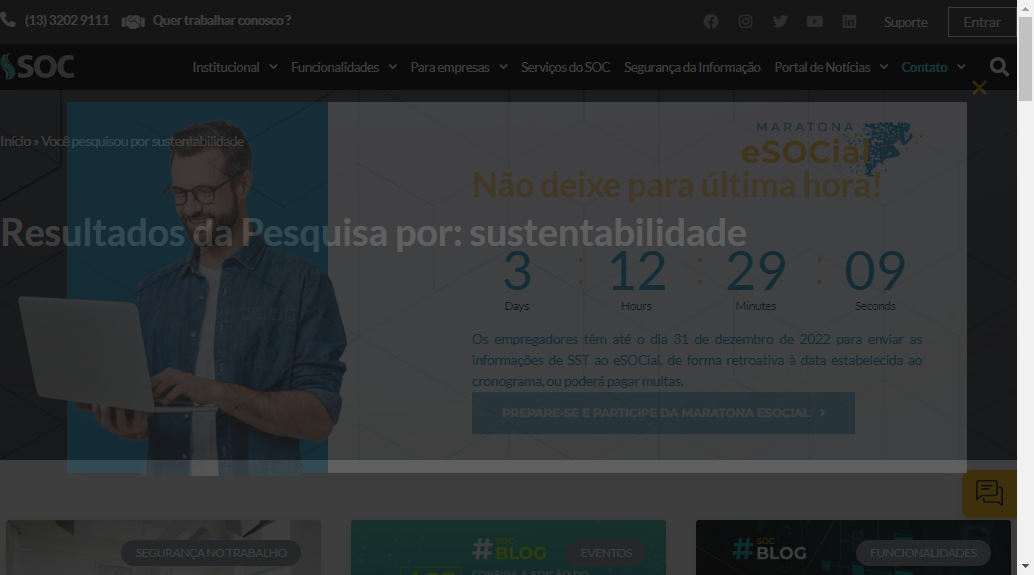 (13) 3202 9111 Quer trabalhar conosco ? Suporte Entrar
SOC Institucional Funcionalidades Para empresas Serviços do SOC Segurança da Informação Portal de Notícias Contato
Início » Você pesquisou por sustentabilidade
MARATONA
eSOCial
Não deixe para última hora!
Resultados da Pesquisa por: sustentabilidade
3 : 12 : 29 : 09
Days Hours Minutes Seconds
Os empregadores têm até o dia 31 de dezembro de 2022 para enviar as
informações de SST ao eSOCial, de forma retroativa à data estabelecida ao
cronograma, ou poderá pagar multas.
PREPARE-SE E PARTICIPE DA MARATONA ESOCIAL
SEGURANÇA NO TRABALHO
#SOC BLOG
EVENTOS
CONFIRA A EDIÇÃO DO
#SOC BLOG
FUNCIONALIDADES